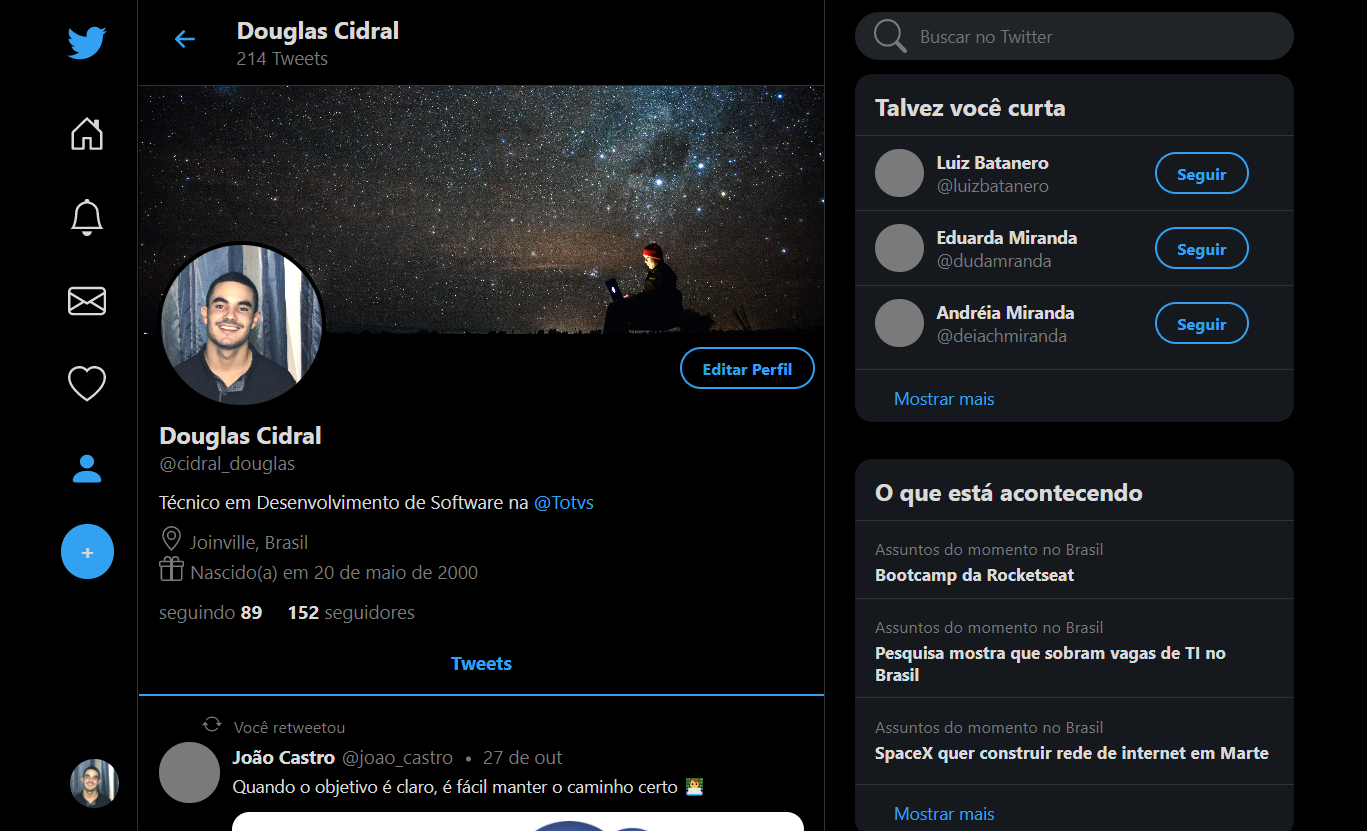 Douglas Cidral
214 Tweets
Editar Perfil
Douglas Cidral
@cidral_douglas
Técnico em Desenvolvimento de Software na @Totvs
Joinville, Brasil
Nascido(a) em 20 de maio de 2000
seguindo 89 152 seguidores
Tweets
Você retweetou
João Castro @joao_castro • 27 de out
Quando o objetivo é claro, é fácil manter o caminho certo 👨‍💻
+
Buscar no Twitter
Talvez você curta
Luiz Batanero
@luizbatanero
Seguir
Eduarda Miranda
@dudamranda
Seguir
Andréia Miranda
@deiachmiranda
Seguir
Mostrar mais
O que está acontecendo
Assuntos do momento no Brasil
Bootcamp da Rocketseat
Assuntos do momento no Brasil
Pesquisa mostra que sobram vagas de TI no
Brasil
Assuntos do momento no Brasil
SpaceX quer construir rede de internet em Marte
Mostrar mais